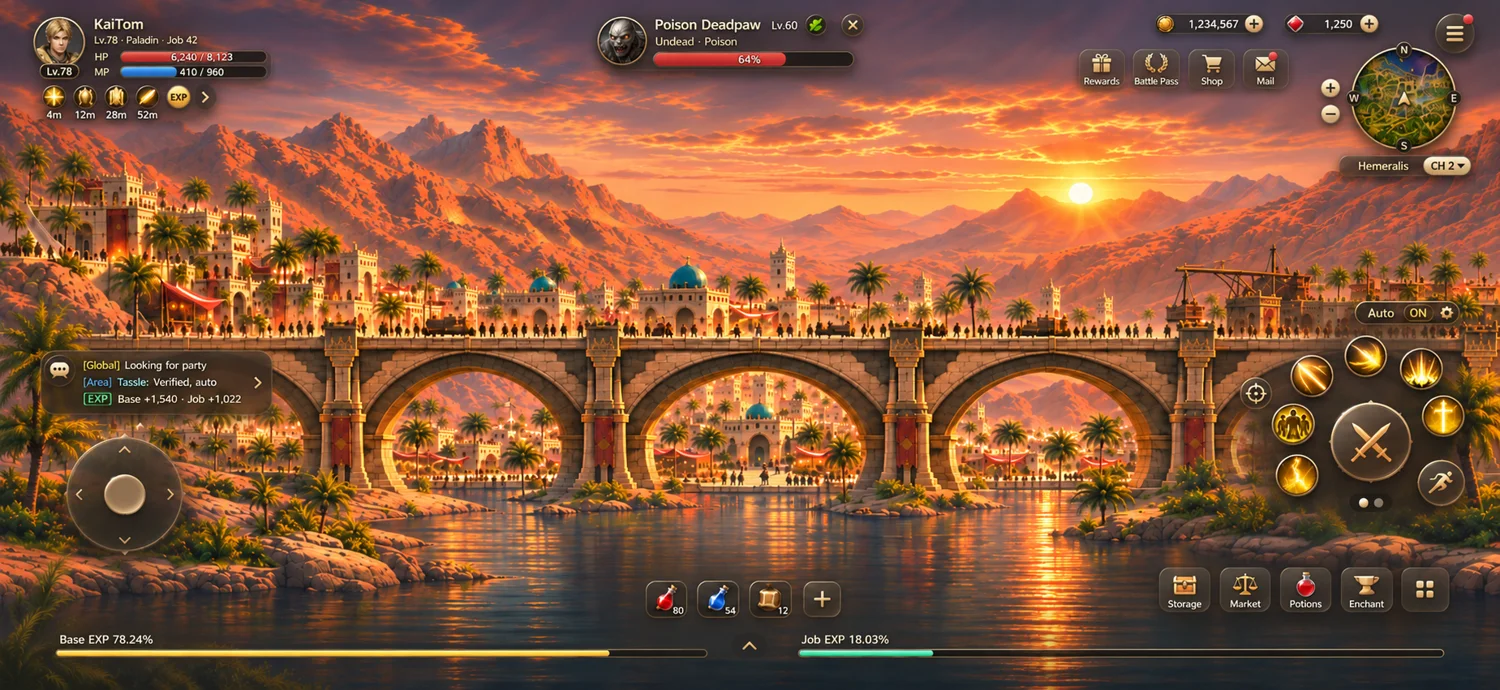 KaiTom
Lv.78 · Paladin · Job 42
HP 6,240 / 8,123
Lv.78
MP 410 / 960
EXP
4m 12m 28m 52m
Poison Deadpaw Lv.60
Undead · Poison
64%
1,234,567
1,250
Rewards
Battle Pass
Shop
Mail
N
W
E
S
Hemeralis CH 2
Auto ON
[Global] Looking for party
[Area] Tassle: Verified, auto
[EXP] Base +1,540 · Job +1,022
80
54
12
Storage
Market
Potions
Enchant
Base EXP 78.24%
Job EXP 18.03%